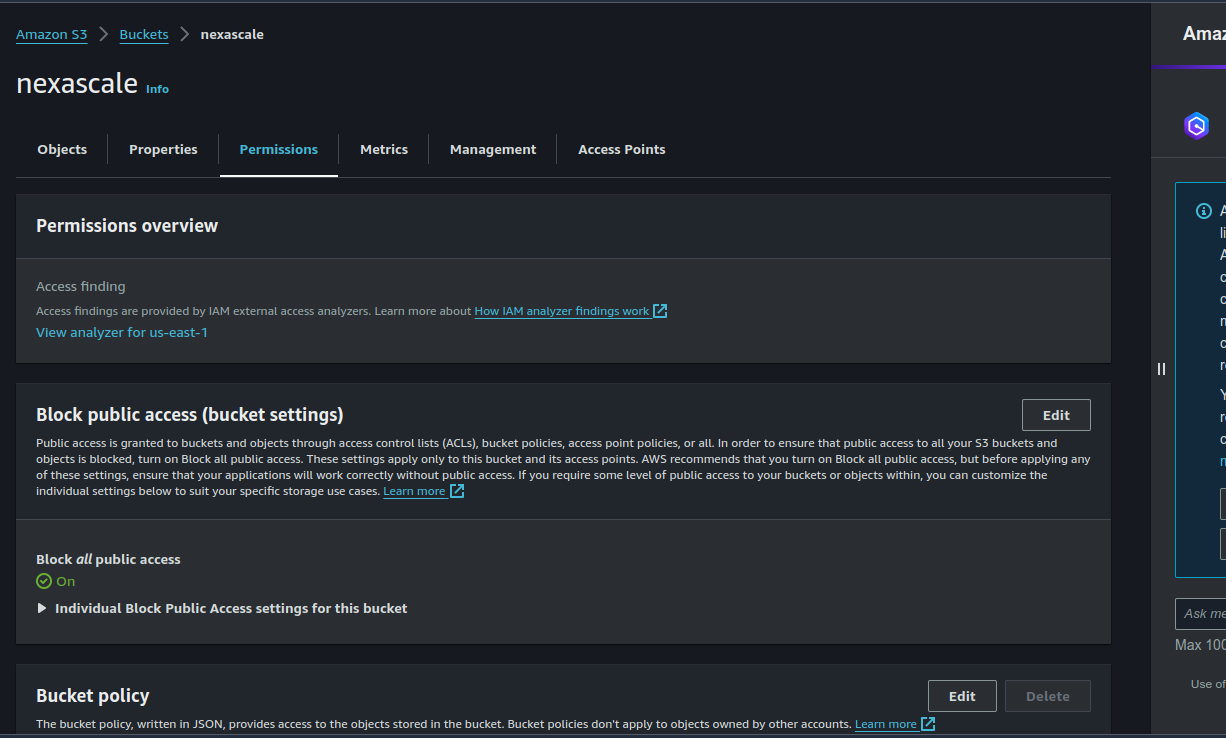 Amazon S3 > Buckets > nexascale
nexascale Info
Objects Properties Permissions Metrics Management Access Points
Permissions overview
Access finding
Access findings are provided by IAM external access analyzers. Learn more about How IAM analyzer findings work
View analyzer for us-east-1
Block public access (bucket settings) Edit
Public access is granted to buckets and objects through access control lists (ACLs), bucket policies, access point policies, or all. In order to ensure that public access to all your S3 buckets and
objects is blocked, turn on Block all public access. These settings apply only to this bucket and its access points. AWS recommends that you turn on Block all public access, but before applying any
of these settings, ensure that your applications will work correctly without public access. If you require some level of public access to your buckets or objects within, you can customize the
individual settings below to suit your specific storage use cases. Learn more
Block all public access
On
Individual Block Public Access settings for this bucket
Bucket policy Edit Delete
The bucket policy, written in JSON, provides access to the objects stored in the bucket. Bucket policies don't apply to objects owned by other accounts. Learn more
Ask me
Max 100
Use of